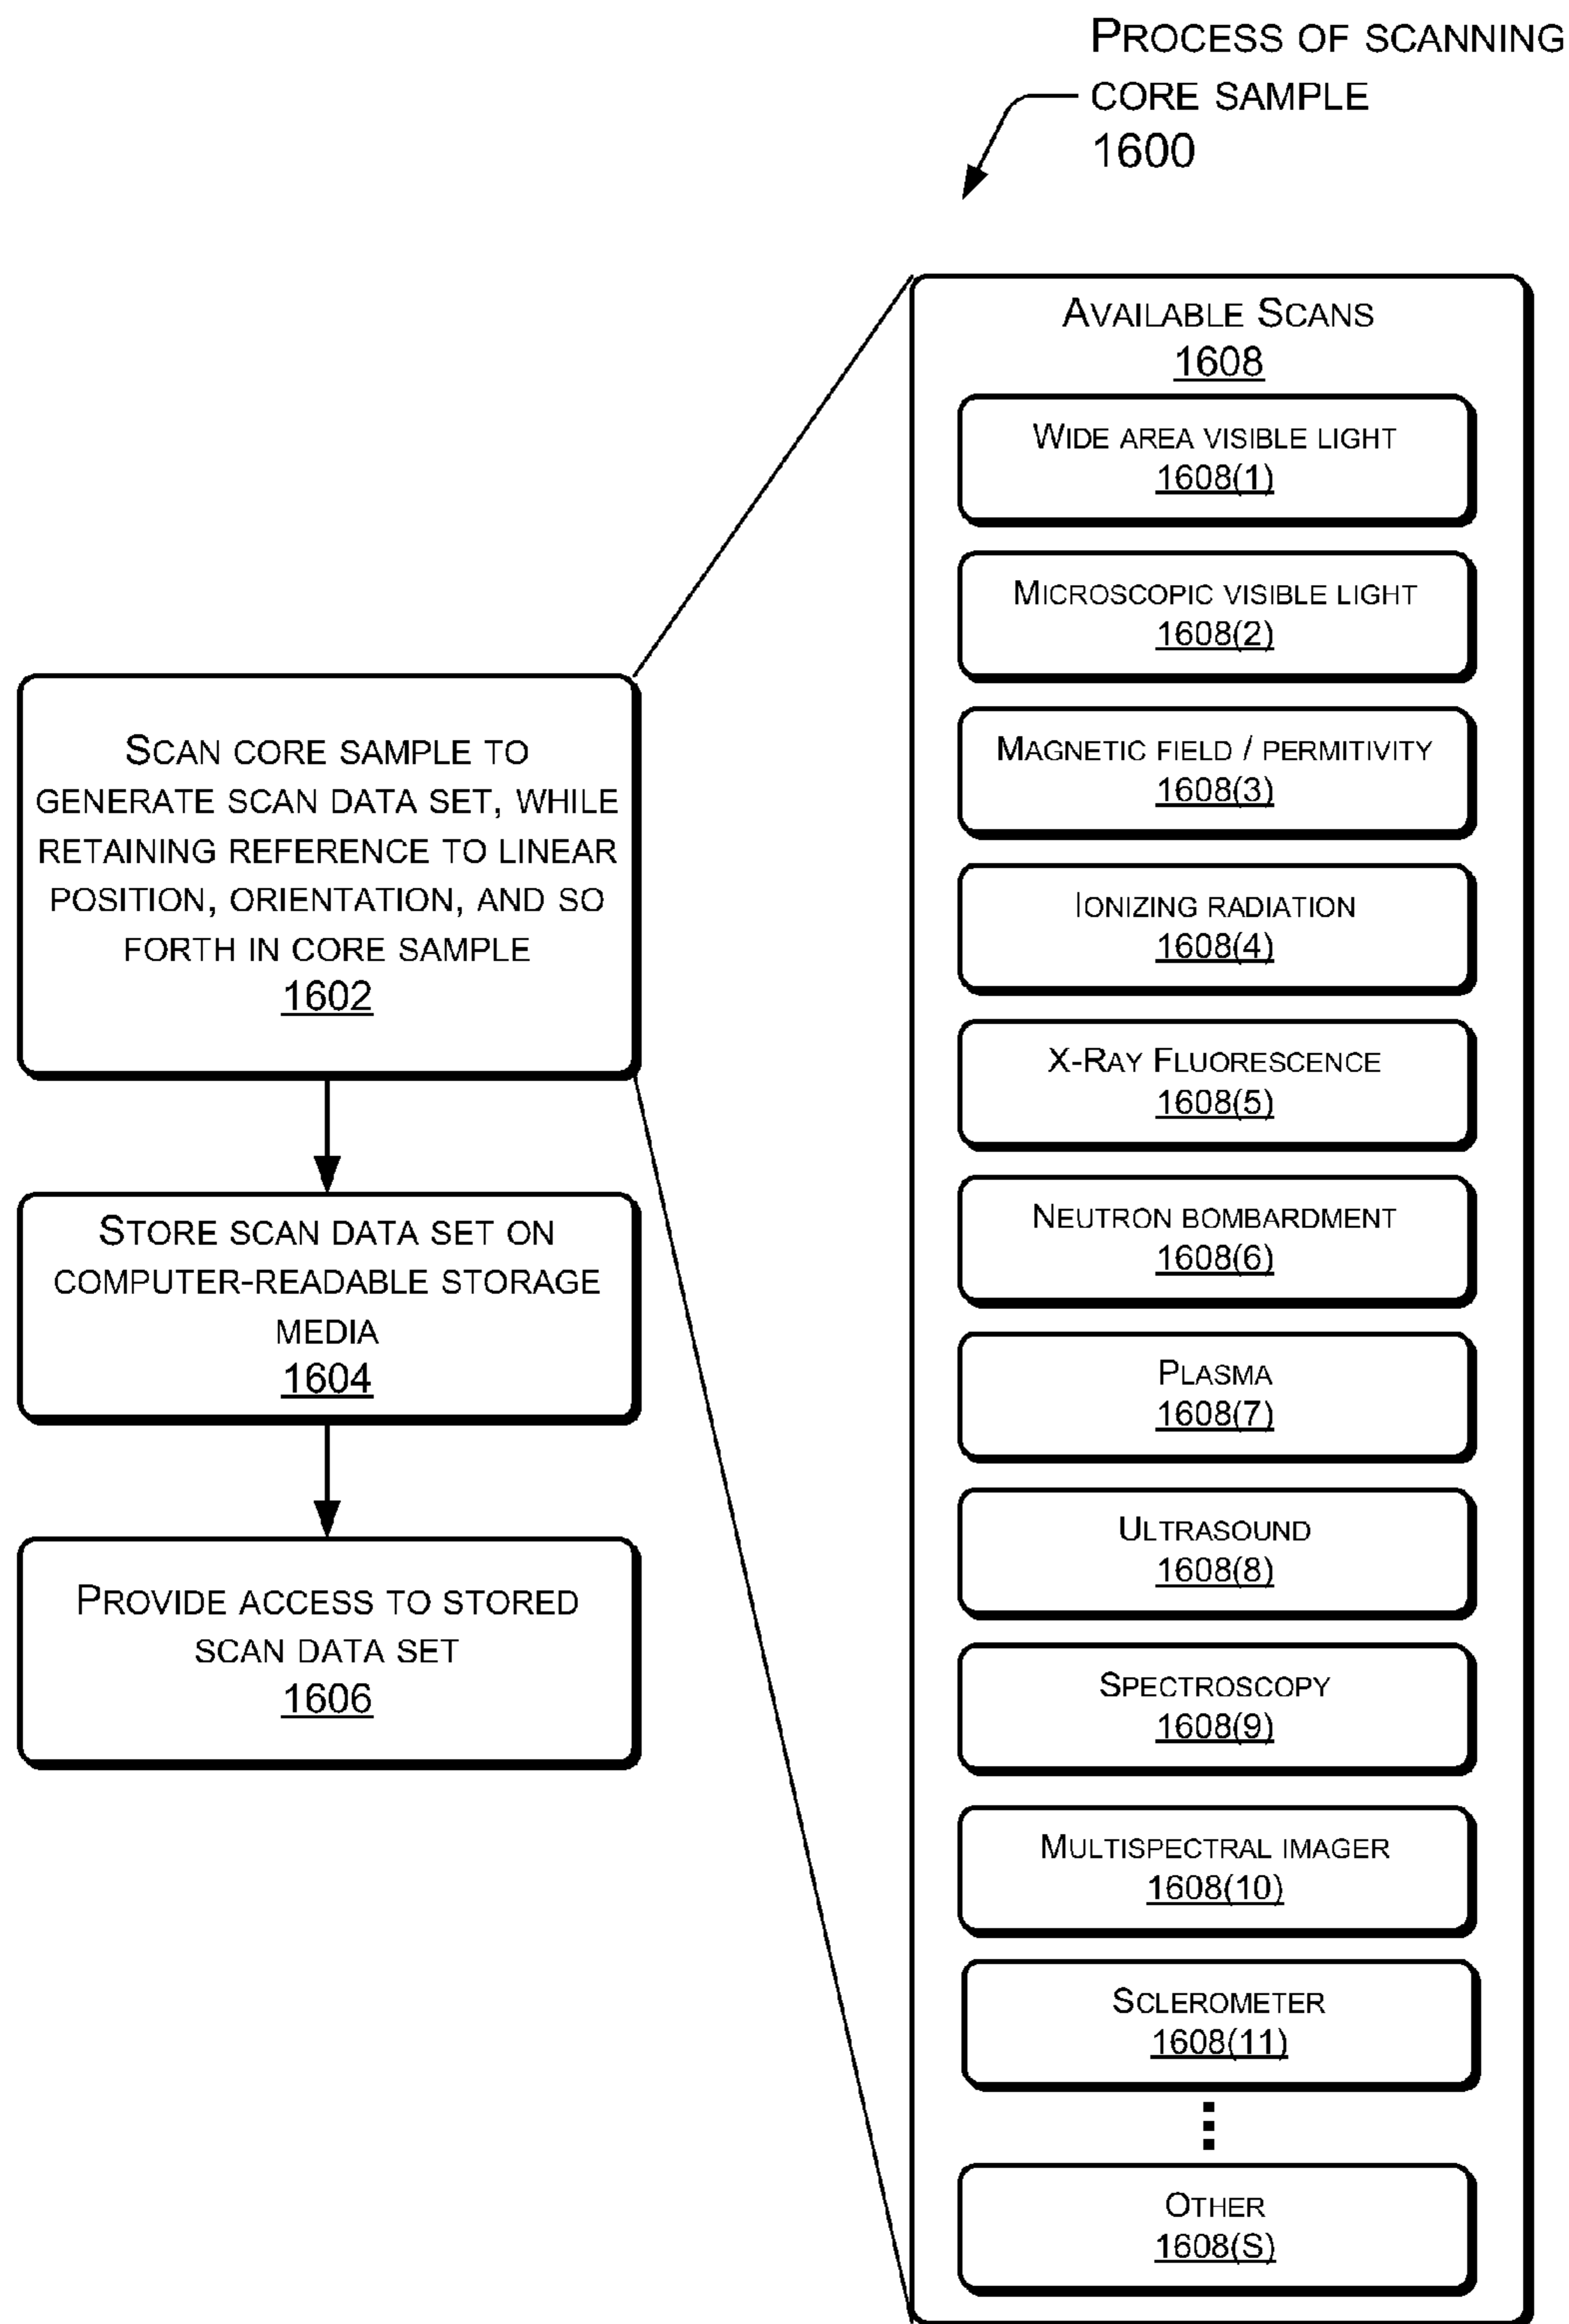 PROCESS OF SCANNING
CORE SAMPLE
1600
SCAN CORE SAMPLE TO
GENERATE SCAN DATA SET, WHILE
RETAINING REFERENCE TO LINEAR
POSITION, ORIENTATION, AND SO
FORTH IN CORE SAMPLE
1602
STORE SCAN DATA SET ON
COMPUTER-READABLE STORAGE
MEDIA
1604
PROVIDE ACCESS TO STORED
SCAN DATA SET
1606
AVAILABLE SCANS
1608
WIDE AREA VISIBLE LIGHT
1608(1)
MICROSCOPIC VISIBLE LIGHT
1608(2)
MAGNETIC FIELD / PERMITIVITY
1608(3)
IONIZING RADIATION
1608(4)
X-RAY FLUORESCENCE
1608(5)
NEUTRON BOMBARDMENT
1608(6)
PLASMA
1608(7)
ULTRASOUND
1608(8)
SPECTROSCOPY
1608(9)
MULTISPECTRAL IMAGER
1608(10)
SCLEROMETER
1608(11)
OTHER
1608(S)